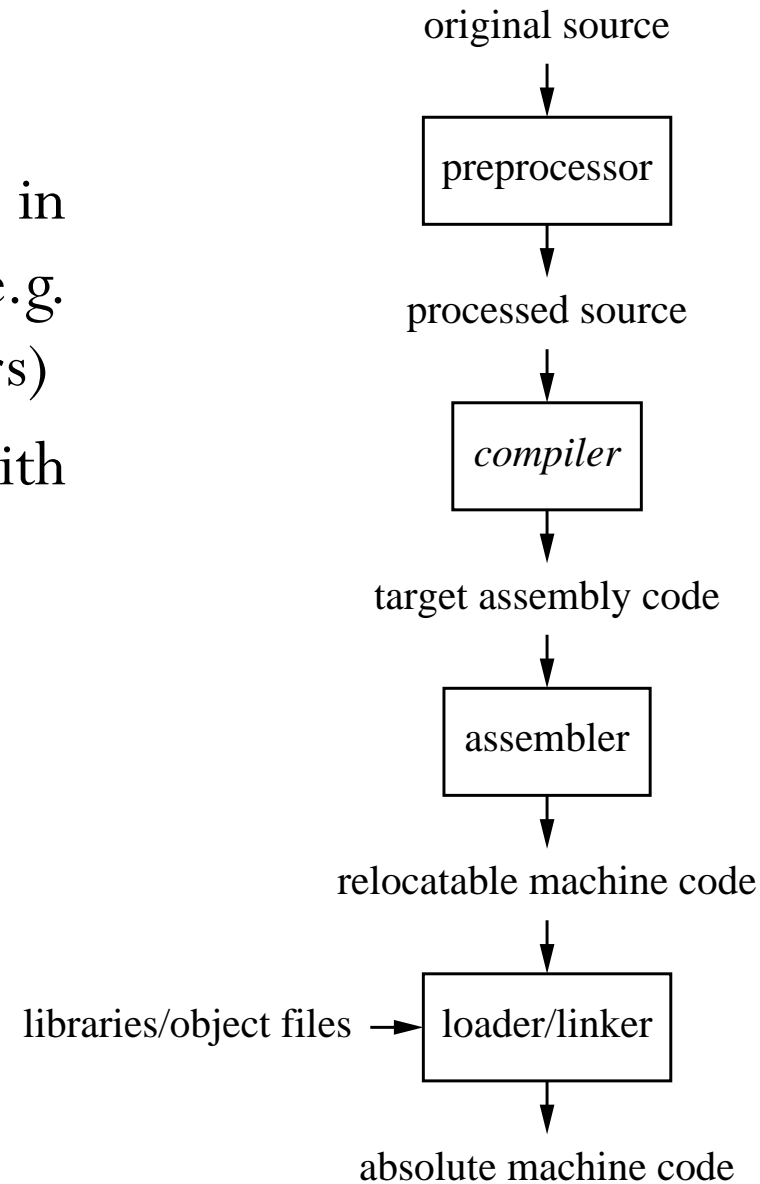 in
e.g.
rs)
ith
original source
preprocessor
processed source
compiler
target assembly code
assembler
relocatable machine code
libraries/object files
loader/linker
absolute machine code